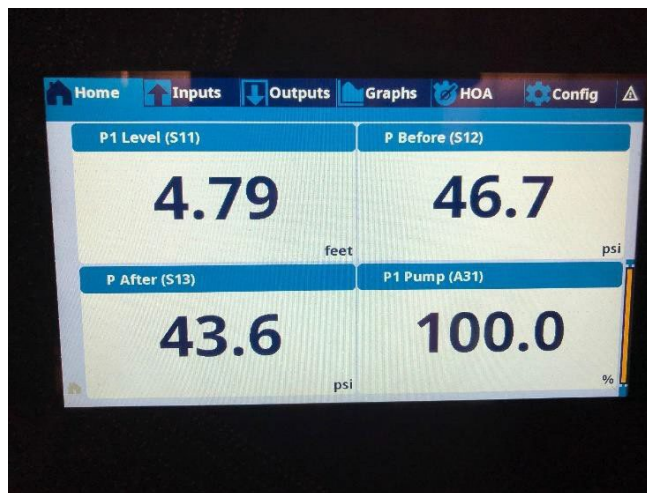 Home Inputs Outputs Graphs HOA Config
P1 Level (S11) P Before (S12)
4.79 46.7
feet psi
P After (S13) P1 Pump (A31)
43.6 100.0
psi %